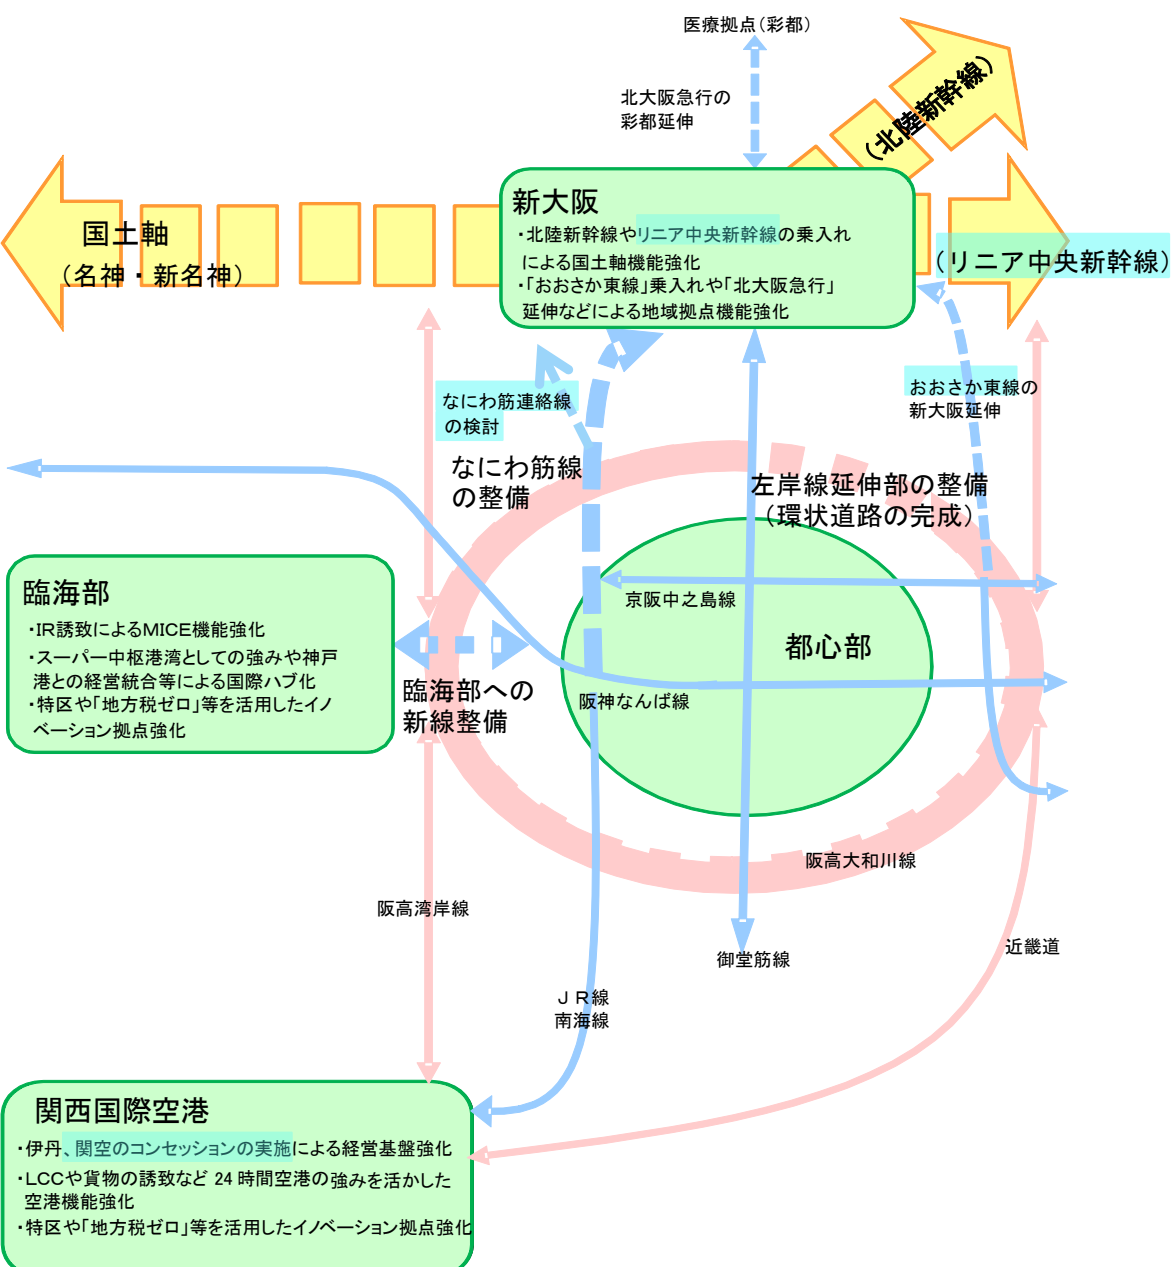 医療拠点(彩都)
北大阪急行の
彩都延伸
(北陸新幹線)
国土軸
(名神・新名神)
新大阪
・北陸新幹線やリニア中央新幹線の乗入れ
による国土軸機能強化
・「おおさか東線」乗入れや「北大阪急行」
延伸などによる地域拠点機能強化
(リニア中央新幹線)
なにわ筋連絡線
の検討
おおさか東線の
新大阪延伸
なにわ筋線
の整備
左岸線延伸部の整備
(環状道路の完成)
臨海部
・IR誘致によるMICE機能強化
・スーパー中枢港湾としての強みや神戸
港との経営統合等による国際ハブ化
・特区や「地方税ゼロ」等を活用したイノ
ベーション拠点強化
京阪中之島線
都心部
臨海部への
新線整備
阪神なんば線
阪高大和川線
阪高湾岸線
御堂筋線
近畿道
JR線
南海線
関西国際空港
・伊丹、関空のコンセッションの実施による経営基盤強化
・LCCや貨物の誘致など 24 時間空港の強みを活かした
空港機能強化
・特区や「地方税ゼロ」等を活用したイノベーション拠点強化